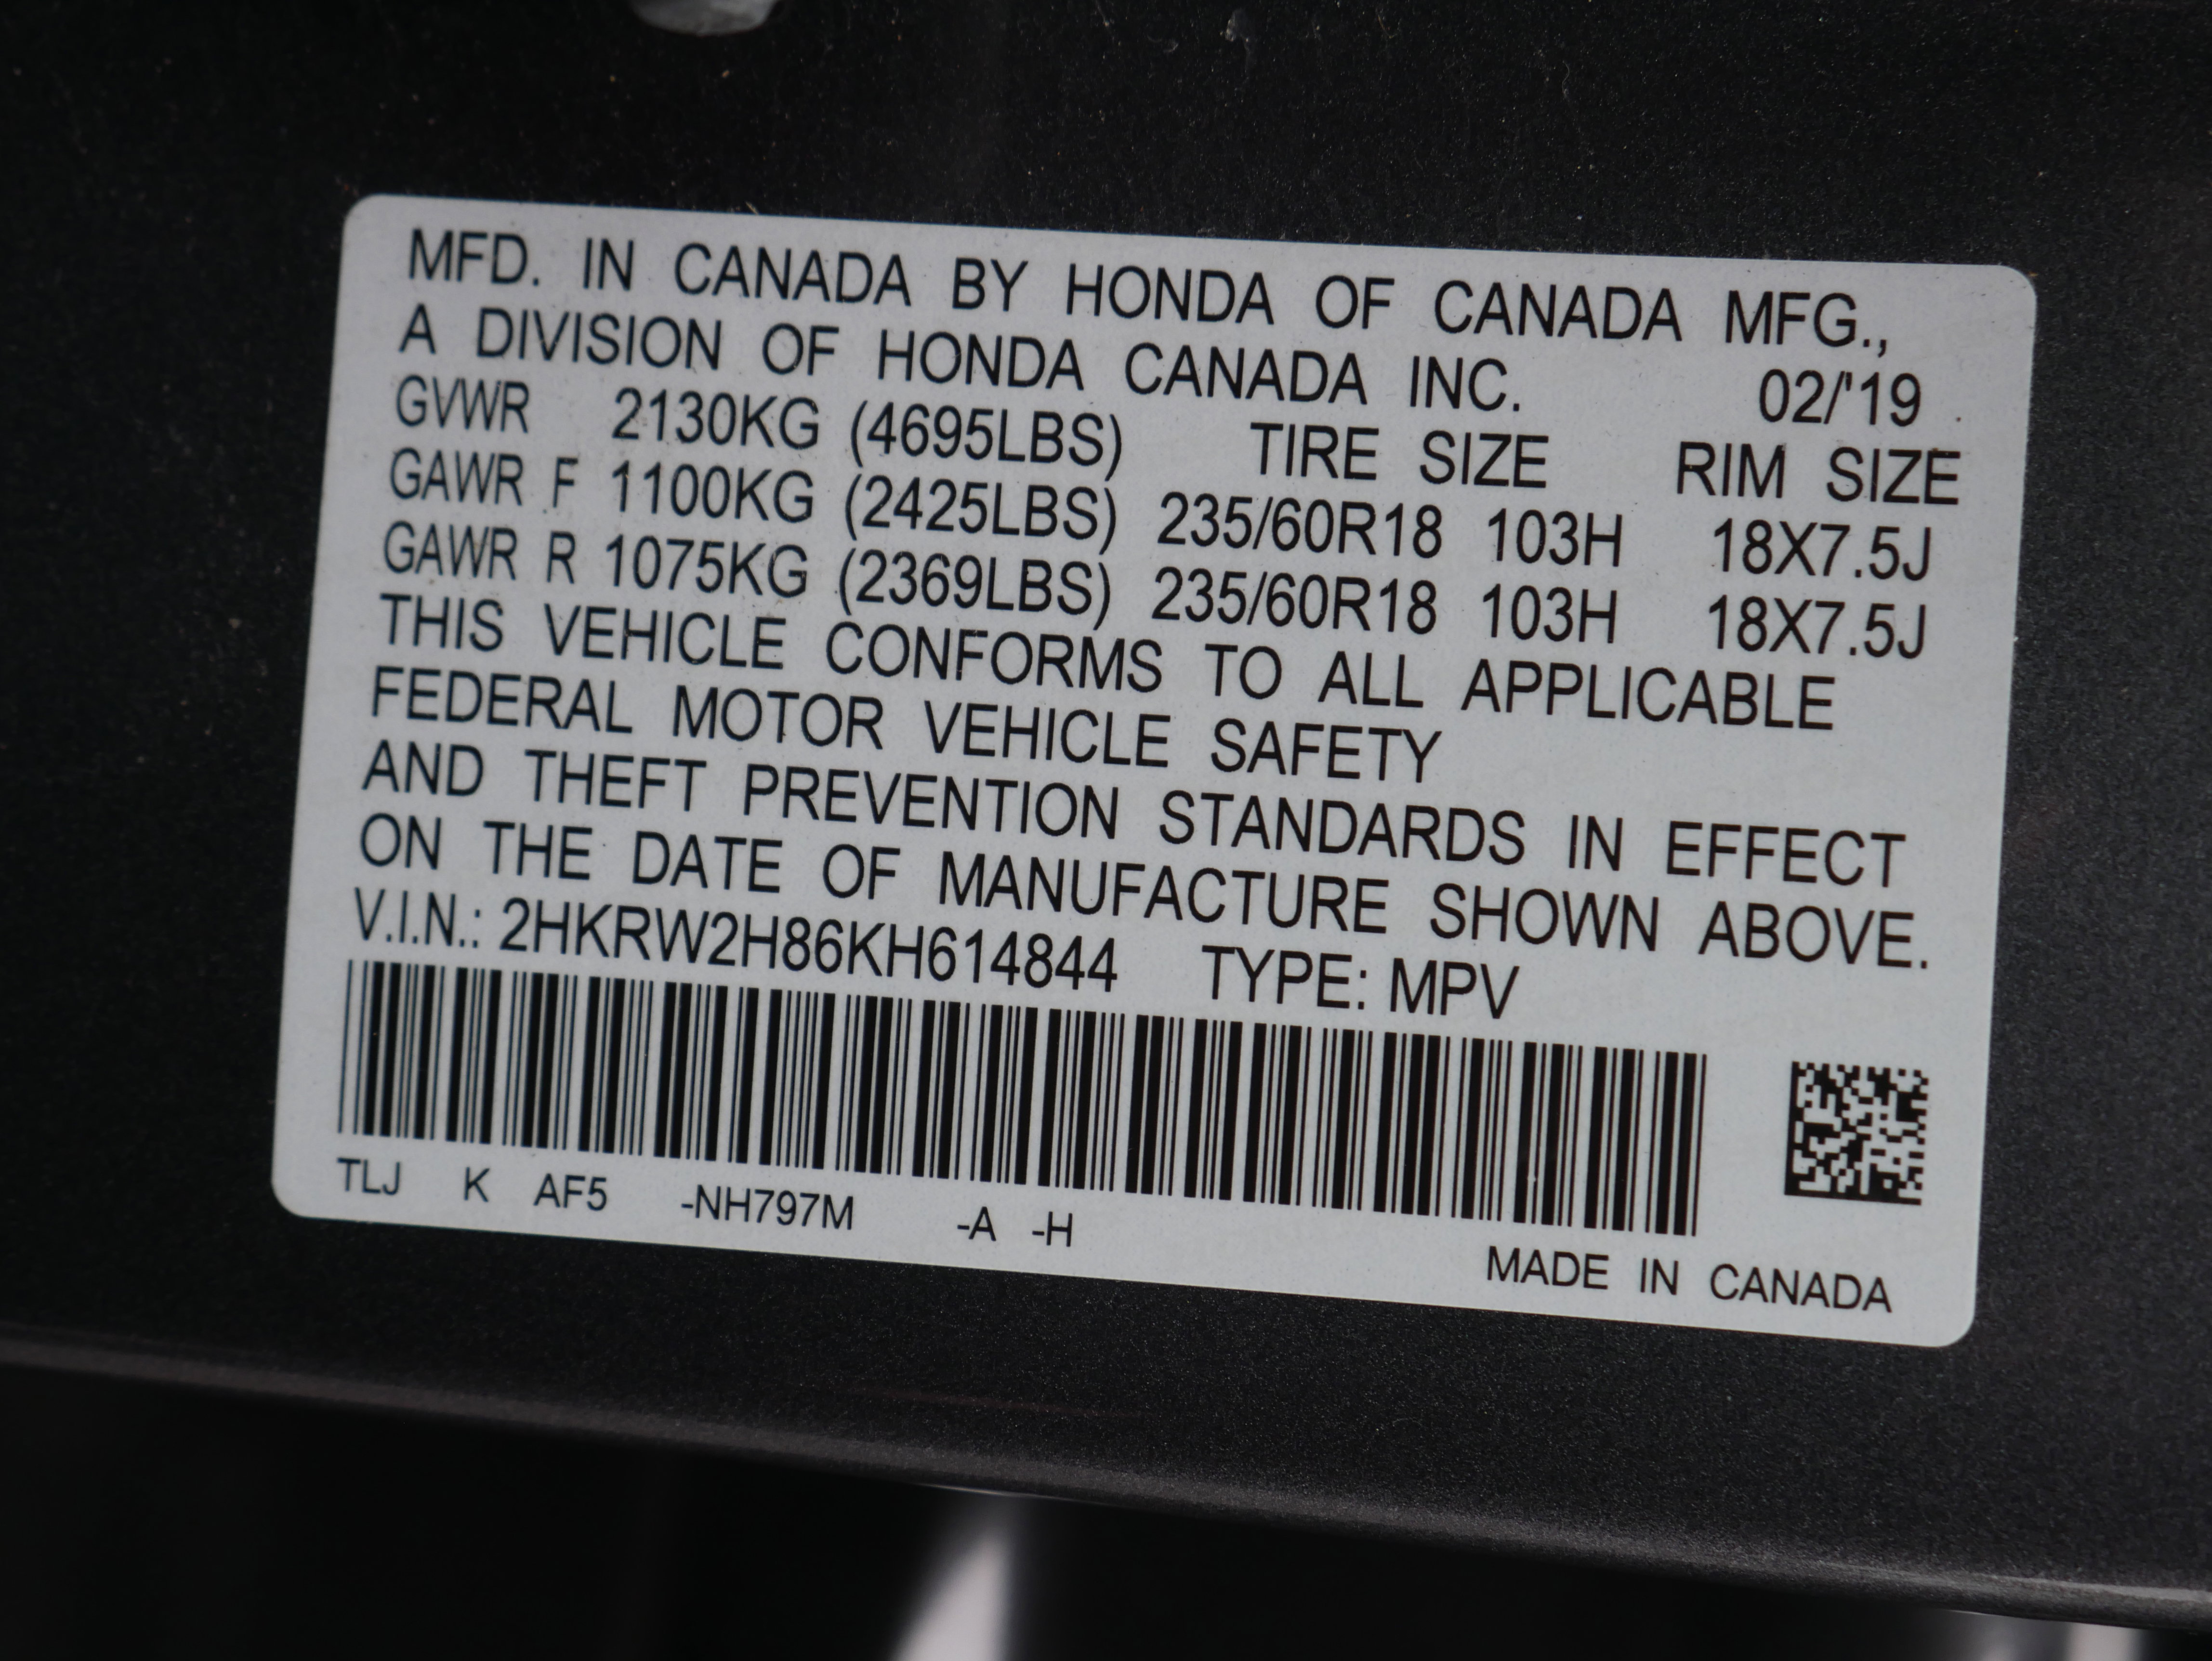 MFD. IN CANADA BY HONDA OF CANADA MFG.,
A DIVISION OF HONDA CANADA INC. 02/'19
GVWR 2130KG (4695LBS) TIRE SIZE RIM SIZE
GAWR F 1100KG (2425LBS) 235/60R18 103H 18X7.5J
GAWR R 1075KG (2369LBS) 235/60R18 103H 18X7.5J
THIS VEHICLE CONFORMS TO ALL APPLICABLE
FEDERAL MOTOR VEHICLE SAFETY
AND THEFT PREVENTION STANDARDS IN EFFECT
ON THE DATE OF MANUFACTURE SHOWN ABOVE.
V.I.N.: 2HKRW2H86KH614844 TYPE: MPV
TLJ K AF5 -NH797M -A -H
MADE IN CANADA